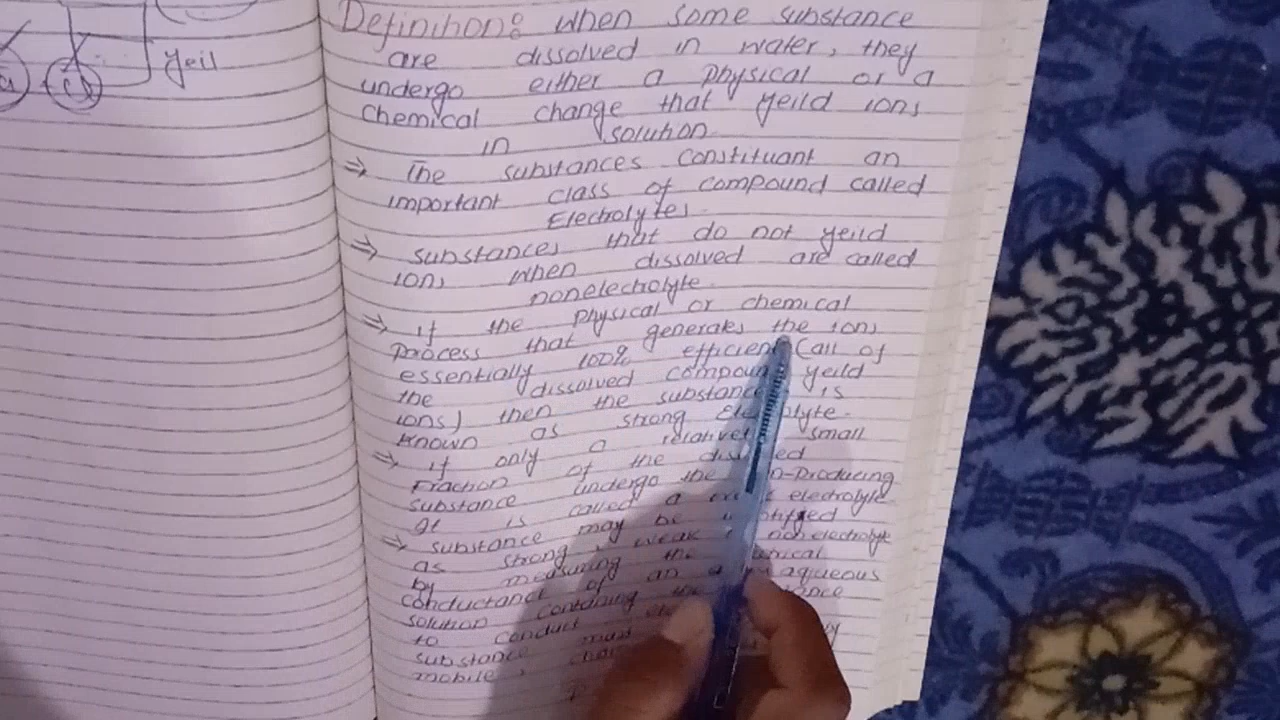 yeil
Definition: When some substance
are dissolved in water, they
undergo either a physical or a
chemical change that yeild ions
in solution.
⇒ The substances constituant an
important class of compound called
Electrolytes.
⇒ substances that do not yeild
ions when dissolved are called
nonelectrolyte.
⇒ if the physical or chemical
process that generates the ions
essentially 100% efficient (all of
the dissolved compound yeild
ions) then the substance is
known as strong Electrolyte.
⇒ if only a relatively small
fraction of the dissolved
substance undergo the ion-producing
it is called a electrolyte
⇒ substance may be identified
as strong, weak nonelectrolyte
by measuring the
conductance of an aqueous
solution containing the
to conduct
substance must
mobile,